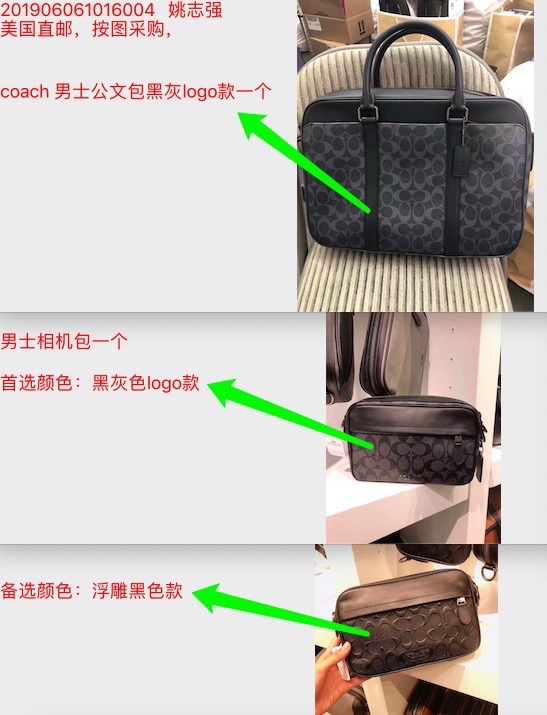 201906061016004 姚志强
美国直邮，按图采购，
coach 男士公文包黑灰logo款一个
男士相机包一个
首选颜色：黑灰色logo款
备选颜色：浮雕黑色款